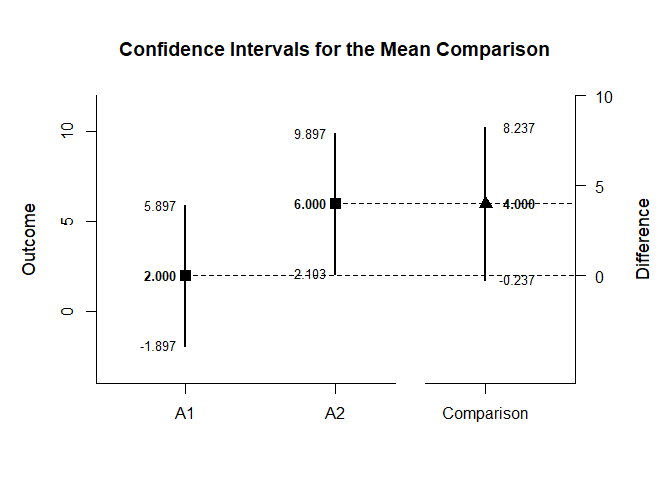 Confidence Intervals for the Mean Comparison
Outcome
10
5
0
5.897
2.000
-1.897
9.897
6.000
2.103
8.237
4.000
-0.237
10
5
0
Difference
A1
A2
Comparison